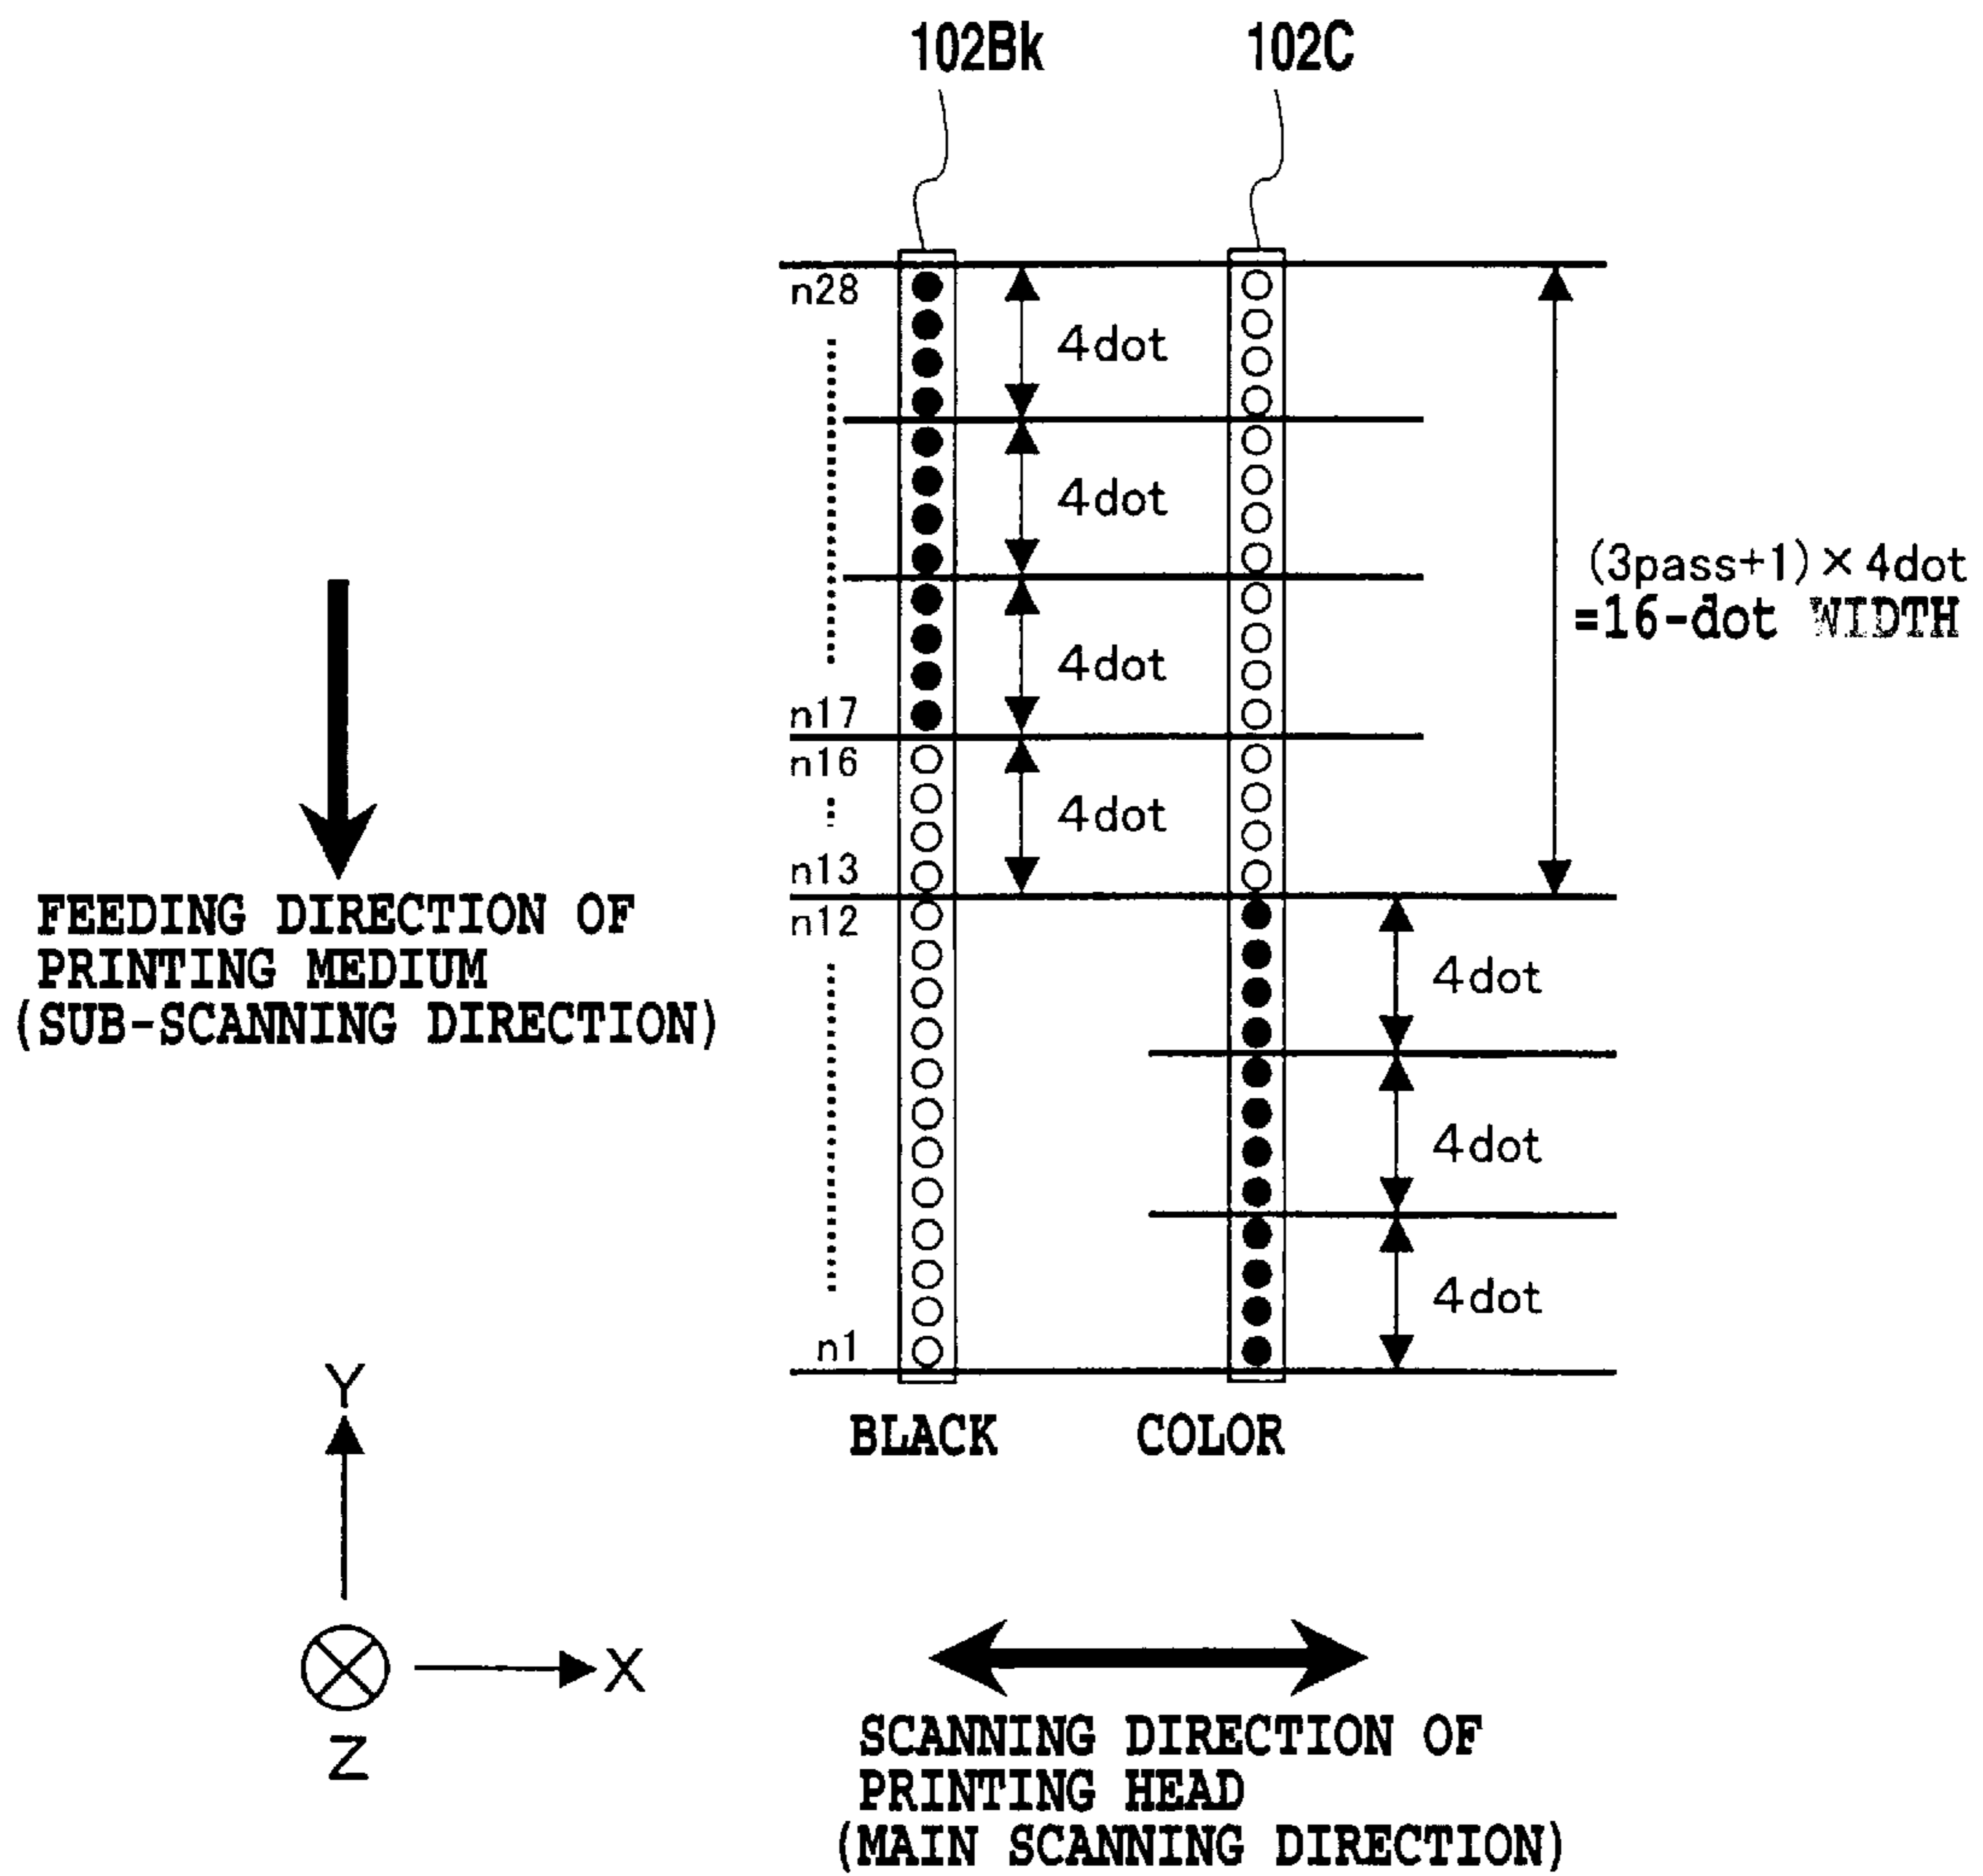 102Bk 102C
n28
4dot
4dot
(3pass+1)×4dot
=16-dot WIDTH
4dot
n17
n16
4dot
n13
n12
FEEDING DIRECTION OF
PRINTING MEDIUM
(SUB-SCANNING DIRECTION)
4dot
4dot
4dot
n1
BLACK COLOR
Y
X
Z
SCANNING DIRECTION OF
PRINTING HEAD
(MAIN SCANNING DIRECTION)